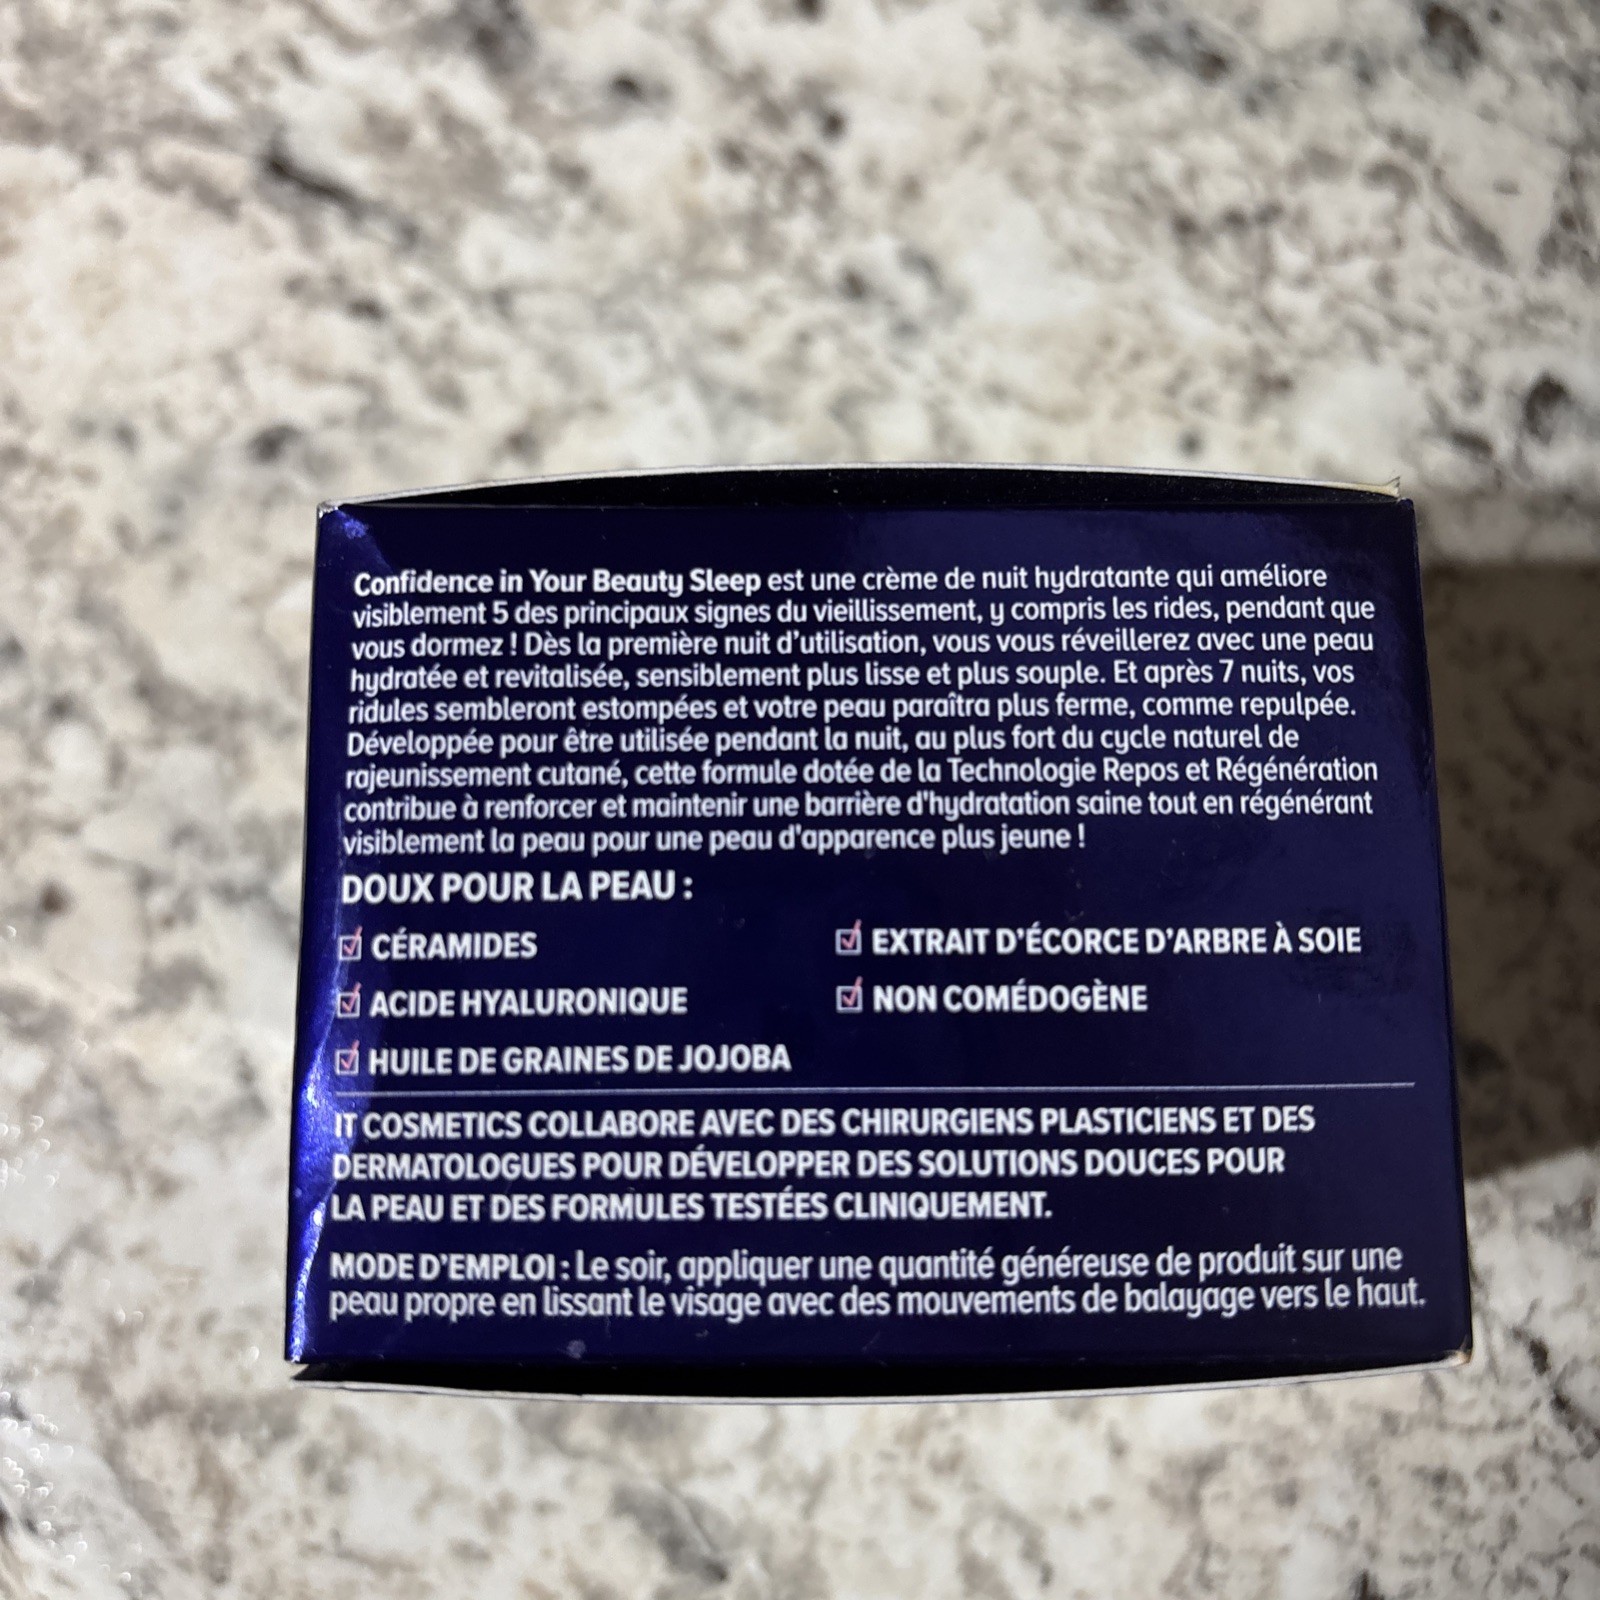 Confidence in Your Beauty Sleep est une crème de nuit hydratante qui améliore
visiblement 5 des principaux signes du vieillissement, y compris les rides, pendant que
vous dormez ! Dès la première nuit d'utilisation, vous vous réveillerez avec une peau
hydratée et revitalisée, sensiblement plus lisse et plus souple. Et après 7 nuits, vos
ridules sembleront estompées et votre peau paraîtra plus ferme, comme repulpée.
Développée pour être utilisée pendant la nuit, au plus fort du cycle naturel de
rajeunissement cutané, cette formule dotée de la Technologie Repos et Régénération
contribue à renforcer et maintenir une barrière d'hydratation saine tout en régénérant
visiblement la peau pour une peau d'apparence plus jeune !
DOUX POUR LA PEAU :
CÉRAMIDES
ACIDE HYALURONIQUE
HUILE DE GRAINES DE JOJOBA
EXTRAIT D'ÉCORCE D'ARBRE À SOIE
NON COMÉDOGÈNE
IT COSMETICS COLLABORE AVEC DES CHIRURGIENS PLASTICIENS ET DES
DERMATOLOGUES POUR DÉVELOPPER DES SOLUTIONS DOUCES POUR
LA PEAU ET DES FORMULES TESTÉES CLINIQUEMENT.
MODE D'EMPLOI : Le soir, appliquer une quantité généreuse de produit sur une
peau propre en lissant le visage avec des mouvements de balayage vers le haut.